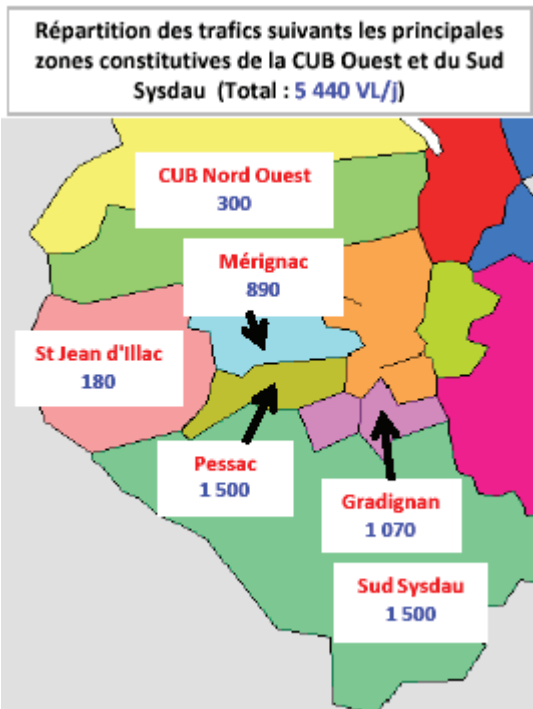 Répartition des trafics suivants les principales
zones constitutives de la CUB Ouest et du Sud
Sysdau (Total : 5 440 VL/j)
CUB Nord Ouest
300
Mérignac
890
St Jean d'Illac
180
Pessac
1 500
Gradignan
1 070
Sud Sysdau
1 500